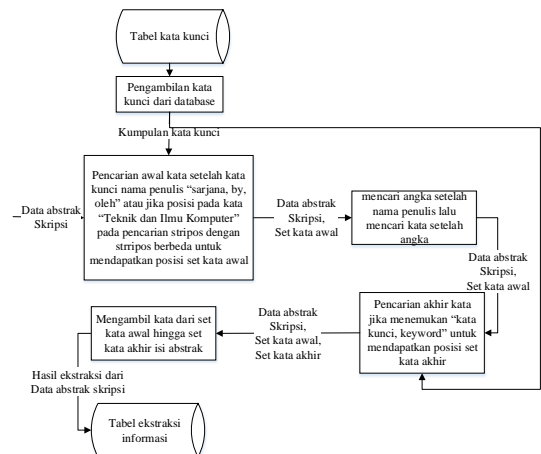 Tabel kata kunci
Pengambilan kata
kunci dari database
Kumpulan kata kunci
Pencarian awal kata setelah kata
kunci nama penulis “sarjana, by,
oleh” atau jika posisi pada kata
“Teknik dan Ilmu Komputer”
pada pencarian stripos dengan
strripos berbeda untuk
mendapatkan posisi set kata awal
Data abstrak
Skripsi
Data abstrak
Skripsi,
Set kata awal
mencari angka setelah
nama penulis lalu
mencari kata setelah
angka
Data abstrak
Skripsi,
Set kata awal
Pencarian akhir kata
jika menemukan “kata
kunci, keyword” untuk
mendapatkan posisi set
kata akhir
Data abstrak
Skripsi,
Set kata awal,
Set kata akhir
Mengambil kata dari set
kata awal hingga set
kata akhir isi abstrak
Hasil ekstraksi dari
Data abstrak skripsi
Tabel ekstraksi
informasi